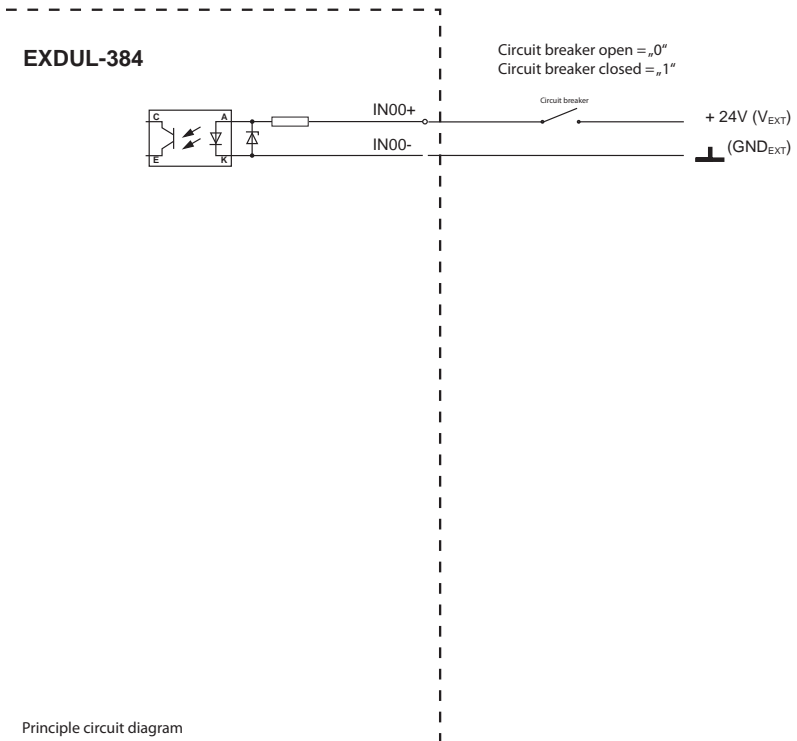 EXDUL-384
Circuit breaker open = „0“
Circuit breaker closed = „1“
Circuit breaker
C
A
E
K
IN00+
+ 24V (VEXT)
IN00-
(GNDEXT)
Principle circuit diagram